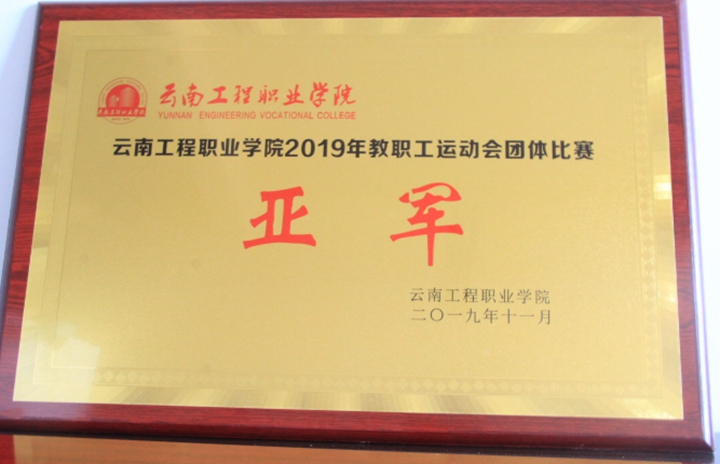 云南工程职业学院
YUNNAN ENGINEERING VOCATIONAL COLLEGE
云南工程职业学院2019年教职工运动会团体比赛
亚军
云南工程职业学院
二〇一九年十一月